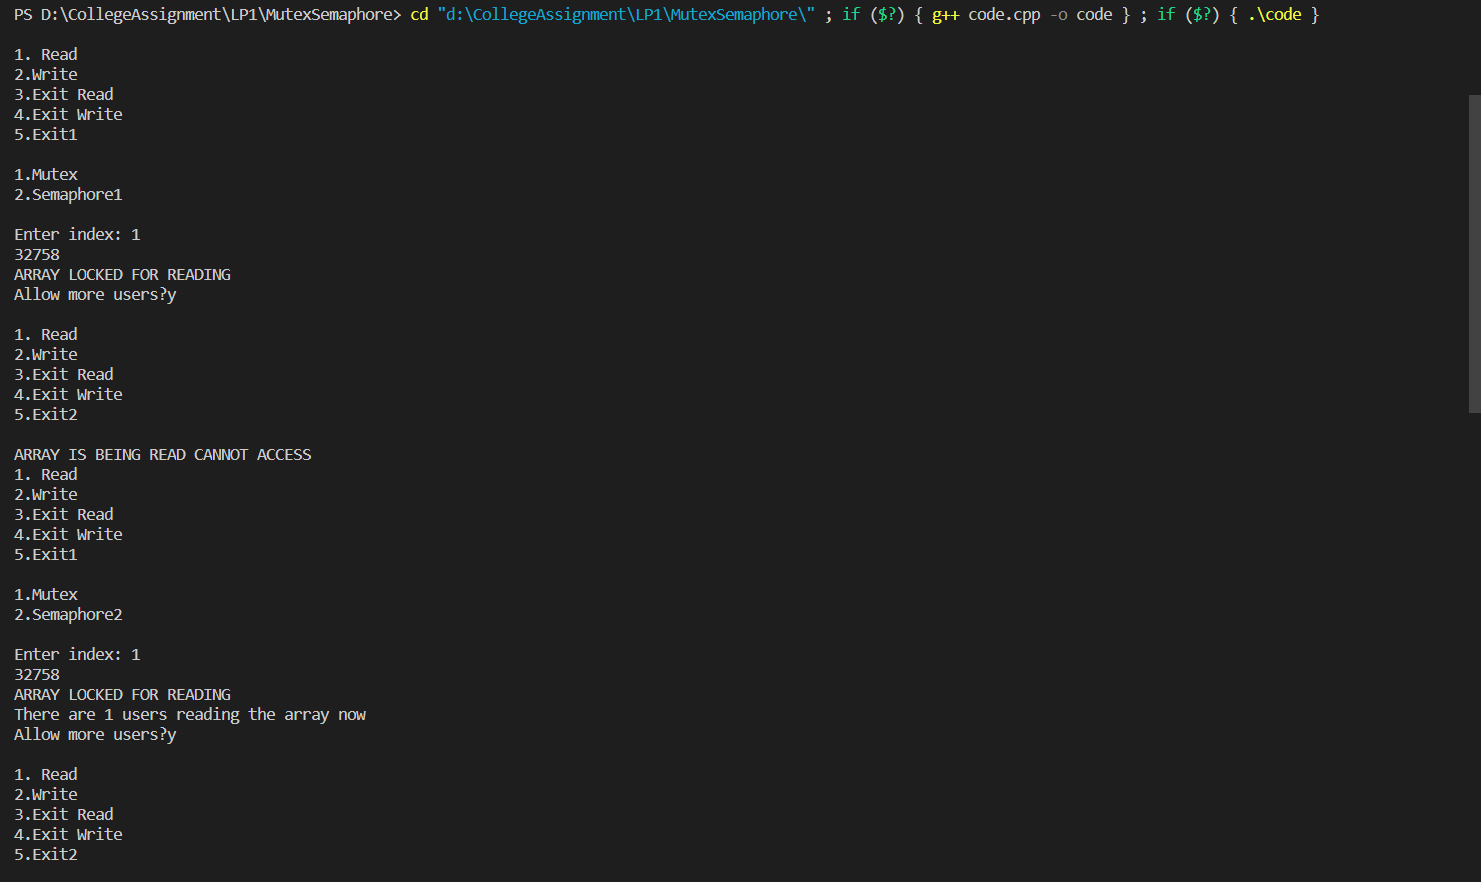 PS D:\CollegeAssignment\LP1\MutexSemaphore> cd "d:\CollegeAssignment\LP1\MutexSemaphore\" ; if ($?) { g++ code.cpp -o code } ; if ($?) { .\code }
1. Read
2.Write
3.Exit Read
4.Exit Write
5.Exit1
1.Mutex
2.Semaphore1
Enter index: 1
32758
ARRAY LOCKED FOR READING
Allow more users?y
1. Read
2.Write
3.Exit Read
4.Exit Write
5.Exit2
ARRAY IS BEING READ CANNOT ACCESS
1. Read
2.Write
3.Exit Read
4.Exit Write
5.Exit1
1.Mutex
2.Semaphore2
Enter index: 1
32758
ARRAY LOCKED FOR READING
There are 1 users reading the array now
Allow more users?y
1. Read
2.Write
3.Exit Read
4.Exit Write
5.Exit2